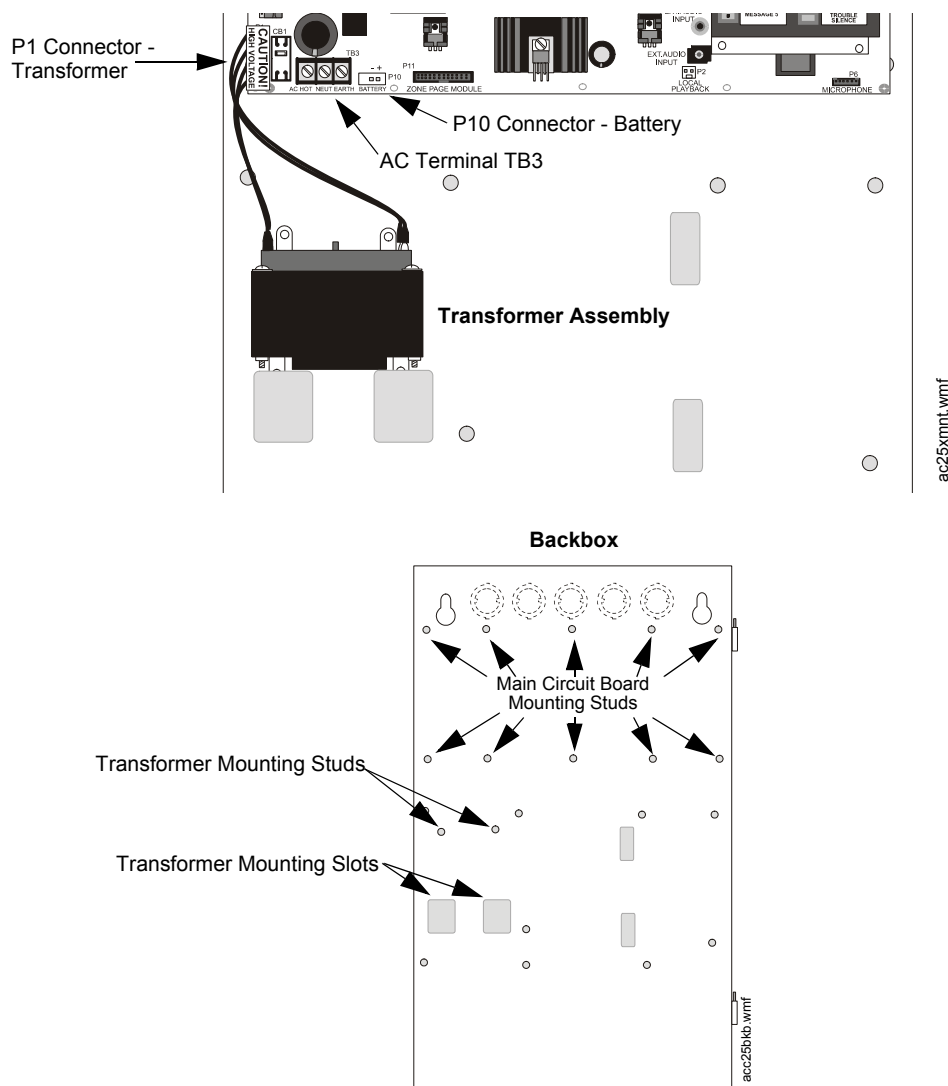 P1 Connector -
Transformer
CAUTION!
HIGH VOLTAGE
CB1
TB3
AC HOT NEUT EARTH
- +
P10
BATTERY
P11
ZONE PAGE MODULE
INPUT
EXT.AUDIO
INPUT
P2
LOCAL
PLAYBACK
MESSAGE 5
TROUBLE
SILENCE
P6
MICROPHONE
P10 Connector - Battery
AC Terminal TB3
Transformer Assembly
ac25xmnt.wmf
Backbox
Main Circuit Board
Mounting Studs
Transformer Mounting Studs
Transformer Mounting Slots
acc25bkb.wmf